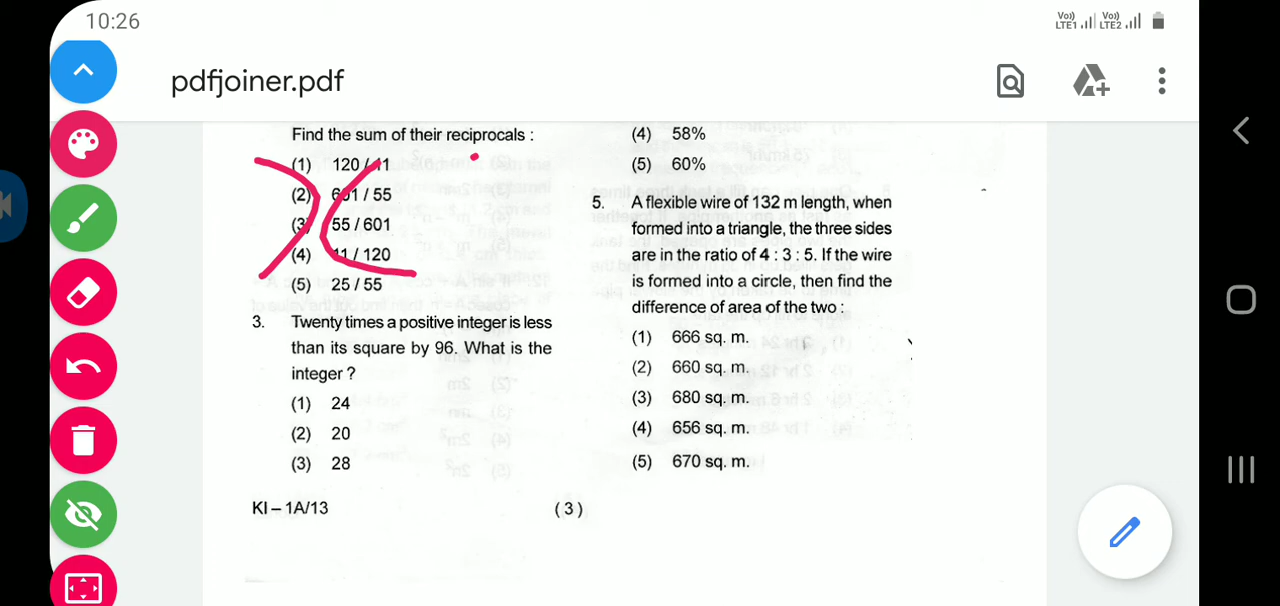 10:26
Vo)) LTE1 Vo)) LTE2
pdfjoiner.pdf
Find the sum of their reciprocals :
(1) 120 / 11
(2) 601 / 55
(3) 55 / 601
(4) 11 / 120
(5) 25 / 55
3. Twenty times a positive integer is less
than its square by 96. What is the
integer ?
(1) 24
(2) 20
(3) 28
KI – 1A/13
(4) 58%
(5) 60%
5. A flexible wire of 132 m length, when
formed into a triangle, the three sides
are in the ratio of 4 : 3 : 5. If the wire
is formed into a circle, then find the
difference of area of the two :
(1) 666 sq. m.
(2) 660 sq. m.
(3) 680 sq. m.
(4) 656 sq. m.
(5) 670 sq. m.
( 3 )